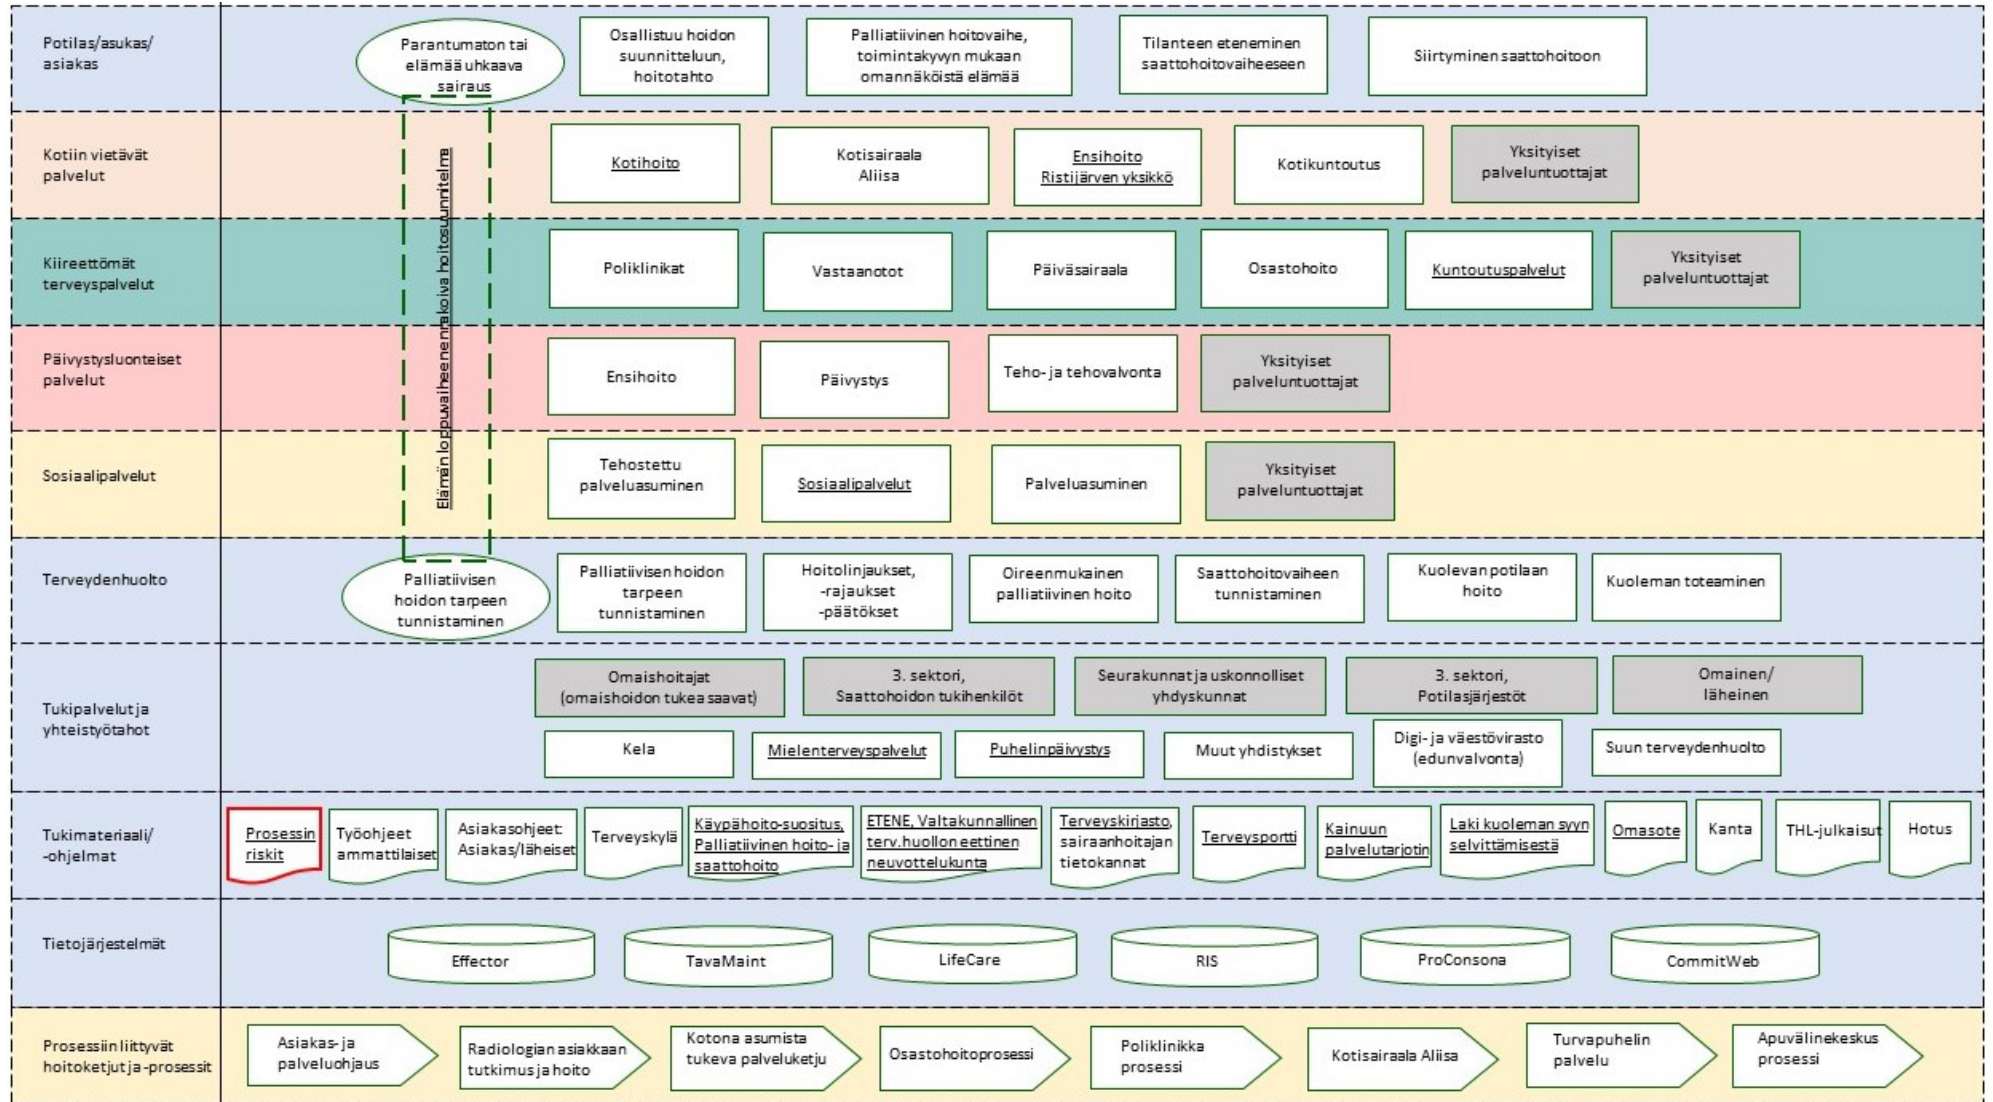 Potilas/asukas/
asiakas
Parantumaton tai
elämää uhkaava
sairaus
Osallistuu hoidon
suunnitteluun,
hoitotahto
Palliatiivinen hoitovaihe,
toimintakyvyn mukaan
omannäköistä elämää
Tilanteen eteneminen
saattohoitovaiheeseen
Siirtyminen saattohoitoon
Elämän loppuvaiheen ennakoiva hoitosuunnitelma
Kotiin vietävät
palvelut
Kotihoito
Kotisairaala
Aliisa
Ensihoito
Ristijärven yksikkö
Kotikuntoutus
Yksityiset
palveluntuottajat
Kiireettömät
terveyspalvelut
Poliklinikat
Vastaanotot
Päiväsairaala
Osastohoito
Kuntoutuspalvelut
Yksityiset
palveluntuottajat
Päivystysluonteiset
palvelut
Ensihoito
Päivystys
Teho- ja tehovalvonta
Yksityiset
palveluntuottajat
Sosiaalipalvelut
Tehostettu
palveluasuminen
Sosiaalipalvelut
Palveluasuminen
Yksityiset
palveluntuottajat
Terveydenhuolto
Palliatiivisen
hoidon tarpeen
tunnistaminen
Palliatiivisen hoidon
tarpeen
tunnistaminen
Hoitolinjaukset,
-rajaukset
-päätökset
Oireenmukainen
palliatiivinen hoito
Saattohoitovaiheen
tunnistaminen
Kuolevan potilaan
hoito
Kuoleman toteaminen
Tukipalvelut ja
yhteistyötahot
Omaishoitajat
(omaishoidon tukea saavat)
3. sektori,
Saattohoidon tukihenkilöt
Seurakunnat ja uskonnolliset
yhdyskunnat
3. sektori,
Potilasjärjestöt
Omainen/
läheinen
Kela
Mielenterveyspalvelut
Puhelinpäivystys
Muut yhdistykset
Digi- ja väestövirasto
(edunvalvonta)
Suun terveydenhuolto
Tukimateriaali/
-ohjelmat
Prosessin
riskit
Työohjeet
ammattilaiset
Asiakasohjeet:
Asiakas/läheiset
Terveyskylä
Käypähoito-suositus,
Palliatiivinen hoito- ja
saattohoito
ETENE, Valtakunnallinen
terv.huollon eettinen
neuvottelukunta
Terveyskirjasto,
sairaanhoitajan
tietokannat
Terveysportti
Kainuun
palvelutarjotin
Laki kuoleman syyn
selvittämisestä
Omasote
Kanta
THL-julkaisut
Hotus
Tietojärjestelmät
Effector
TavaMaint
LifeCare
RIS
ProConsona
CommitWeb
Prosessiin liittyvät
hoitoketjut ja -prosessit
Asiakas- ja
palveluohjaus
Radiologian asiakkaan
tutkimus ja hoito
Kotona asumista
tukeva palveluketju
Osastohoitoprosessi
Poliklinikka
prosessi
Kotisairaala Aliisa
Turvapuhelin
palvelu
Apuvälinekeskus
prosessi